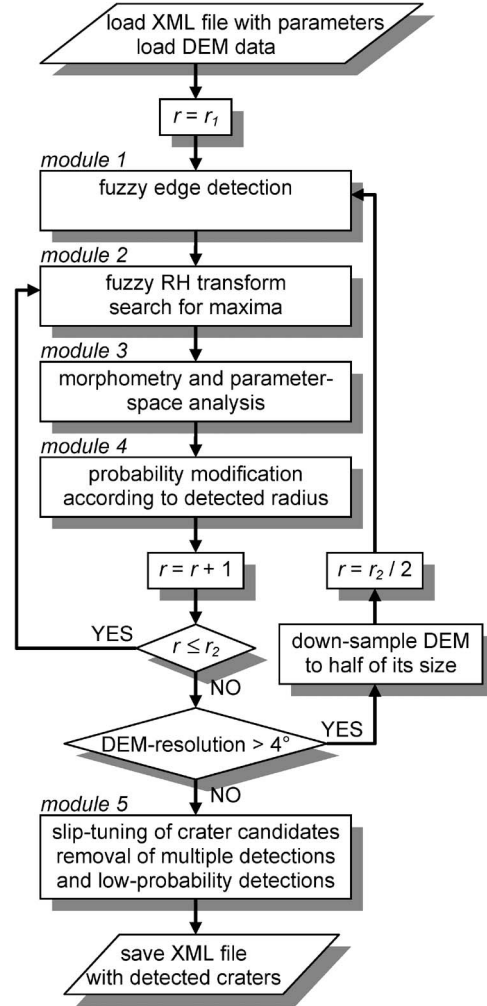 load XML file with parameters
load DEM data
r = r₁
module 1
fuzzy edge detection
module 2
fuzzy RH transform
search for maxima
module 3
morphometry and parameter-
space analysis
module 4
probability modification
according to detected radius
r = r + 1
r = r₂ / 2
YES
r ≤ r₂
down-sample DEM
to half of its size
NO
DEM-resolution > 4°
YES
NO
module 5
slip-tuning of crater candidates
removal of multiple detections
and low-probability detections
save XML file
with detected craters